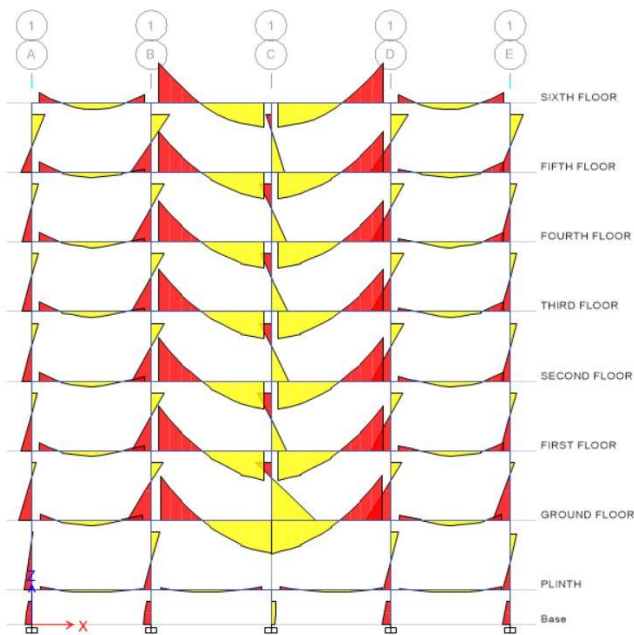 1 1 1 1 1
A B C D E
SIXTH FLOOR
FIFTH FLOOR
FOURTH FLOOR
THIRD FLOOR
SECOND FLOOR
FIRST FLOOR
GROUND FLOOR
Z
PLINTH
Base
X